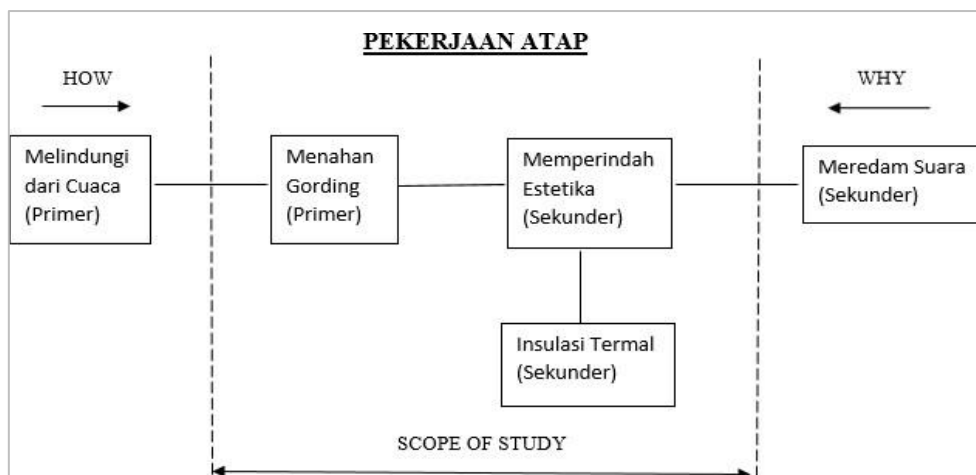 PEKERJAAN ATAP
HOW
WHY
Melindungi
dari Cuaca
(Primer)
Menahan
Gording
(Primer)
Memperindah
Estetika
(Sekunder)
Meredam Suara
(Sekunder)
Insulasi Termal
(Sekunder)
SCOPE OF STUDY